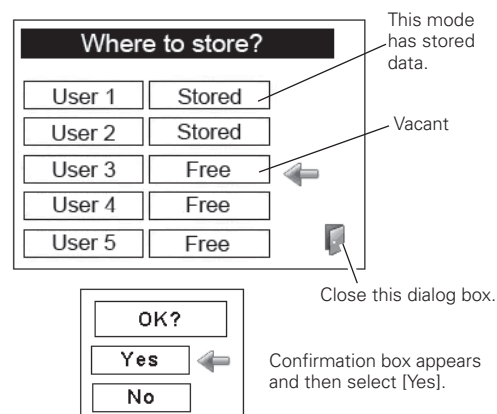 Where to store?
This mode
has stored
data.
User 1 Stored
User 2 Stored
Vacant
User 3 Free
User 4 Free
User 5 Free
Close this dialog box.
OK?
Yes
No
Confirmation box appears
and then select [Yes].